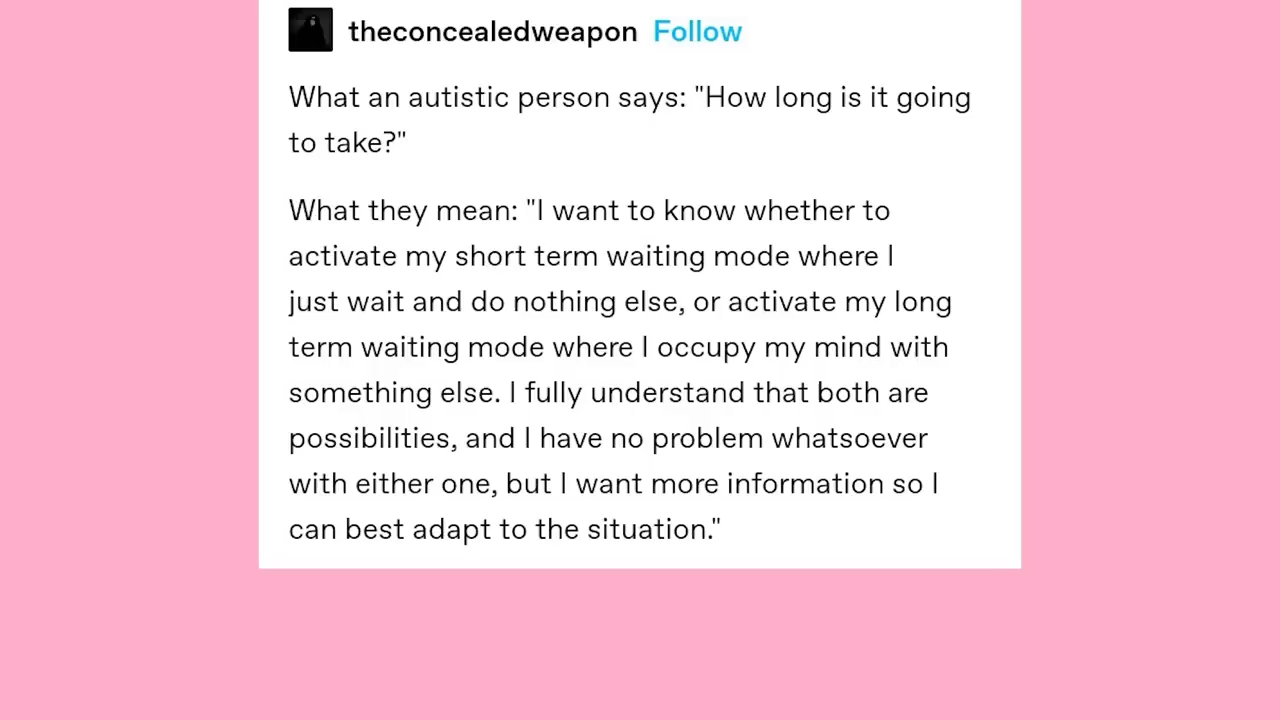 theconcealedweapon Follow
What an autistic person says: "How long is it going
to take?"
What they mean: "I want to know whether to
activate my short term waiting mode where I
just wait and do nothing else, or activate my long
term waiting mode where I occupy my mind with
something else. I fully understand that both are
possibilities, and I have no problem whatsoever
with either one, but I want more information so I
can best adapt to the situation."